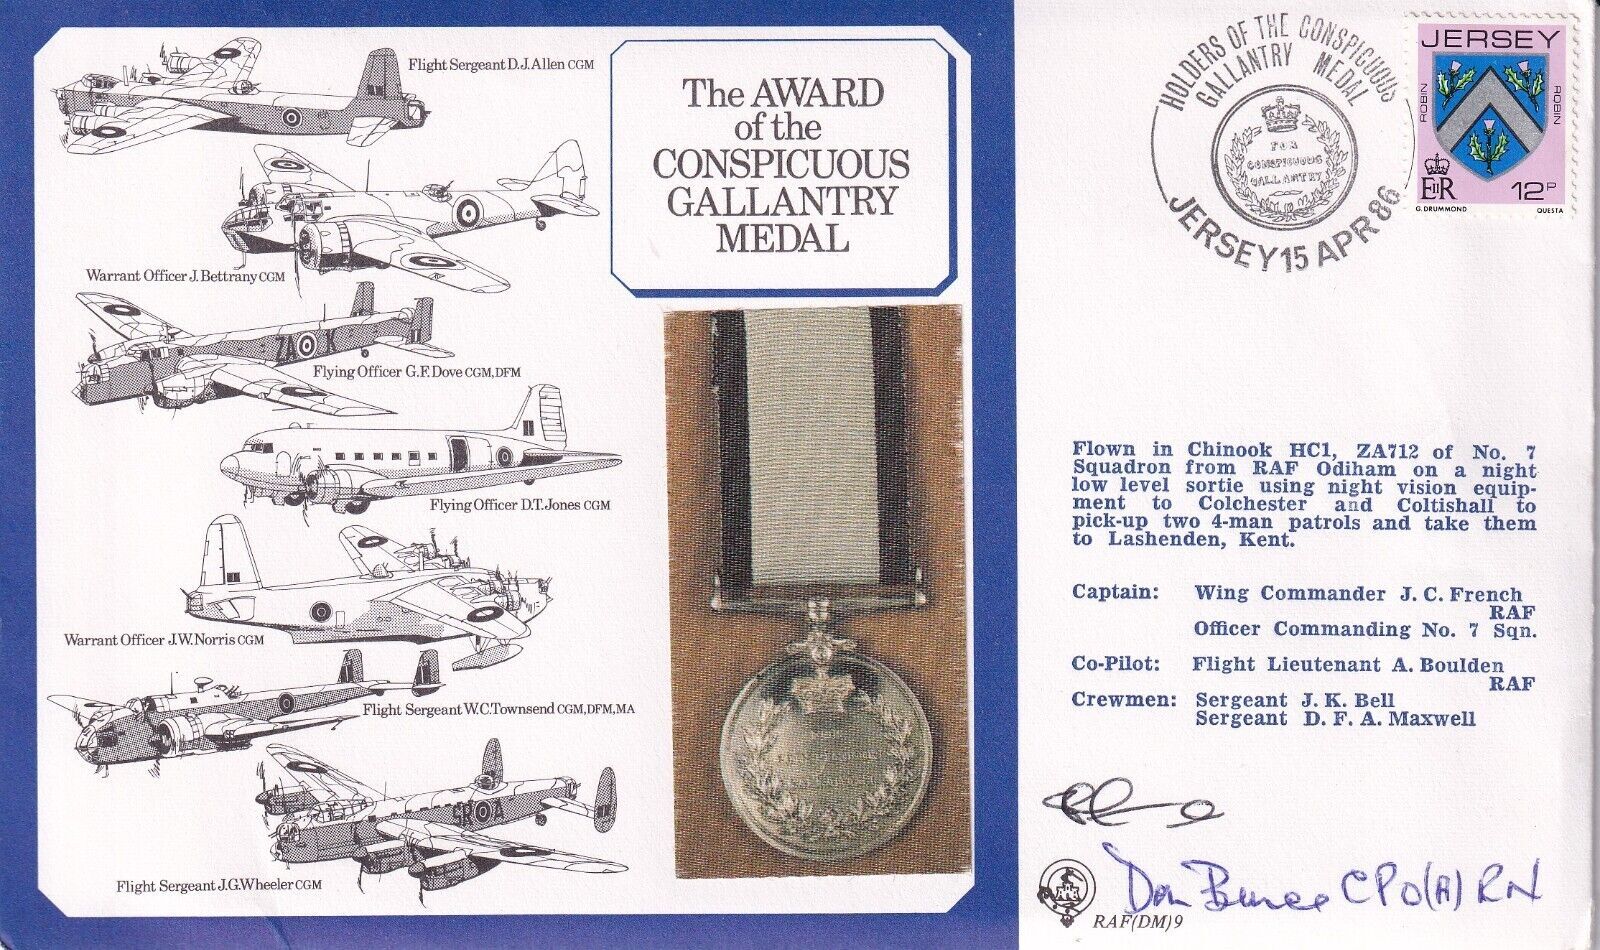 Flight Sergeant D.J. Allen CGM
Warrant Officer J. Bettrany CGM
ZA K
Flying Officer G.F. Dove CGM, DFM
Flying Officer D.T. Jones CGM
Warrant Officer J.W. Norris CGM
Flight Sergeant W.C. Townsend CGM, DFM, MA
SR A
Flight Sergeant J.G. Wheeler CGM
The AWARD
of the
CONSPICUOUS
GALLANTRY
MEDAL
HOLDERS OF THE CONSPICUOUS
GALLANTRY MEDAL
FOR
CONSPICUOUS
GALLANTRY
JERSEY 15 APR 86
JERSEY
ROBIN
ROBIN
EIIR
12P
G. DRUMMOND
QUESTA
Flown in Chinook HC1, ZA712 of No. 7
Squadron from RAF Odiham on a night
low level sortie using night vision equip-
ment to Colchester and Coltishall to
pick-up two 4-man patrols and take them
to Lashenden, Kent.
Captain: Wing Commander J. C. French
RAF
Officer Commanding No. 7 Sqn.
Co-Pilot: Flight Lieutenant A. Boulden
RAF
Crewmen: Sergeant J. K. Bell
Sergeant D. F. A. Maxwell
Don Bunce CPO(A) RN
RAF(DM)9